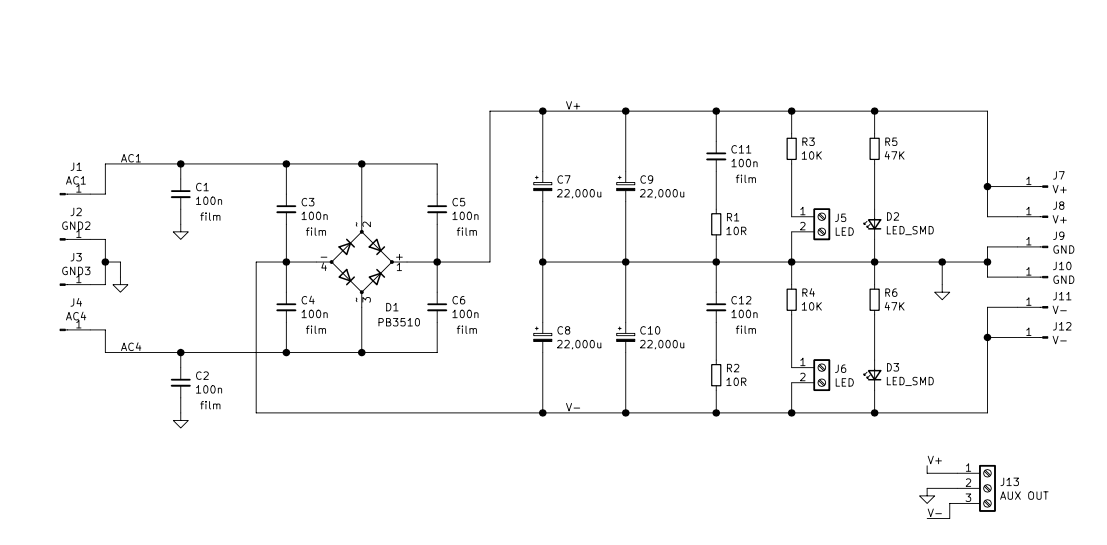 V+
J1
AC1
1
AC1
J2
GND2
1
J3
GND3
1
J4
AC4
1
AC4
C1
100n
film
C2
100n
film
C3
100n
film
C4
100n
film
C5
100n
film
C6
100n
film
~
2
-
4
+
1
~
3
D1
PB3510
C7
22,000u
+
C9
22,000u
+
C8
22,000u
+
C10
22,000u
+
C11
100n
film
R1
10R
C12
100n
film
R2
10R
R3
10K
1
2
J5
LED
R4
10K
1
2
J6
LED
R5
47K
D2
LED_SMD
R6
47K
D3
LED_SMD
V-
1
J7
V+
1
J8
V+
1
J9
GND
1
J10
GND
1
J11
V-
1
J12
V-
V+
1
2
3
V-
J13
AUX OUT